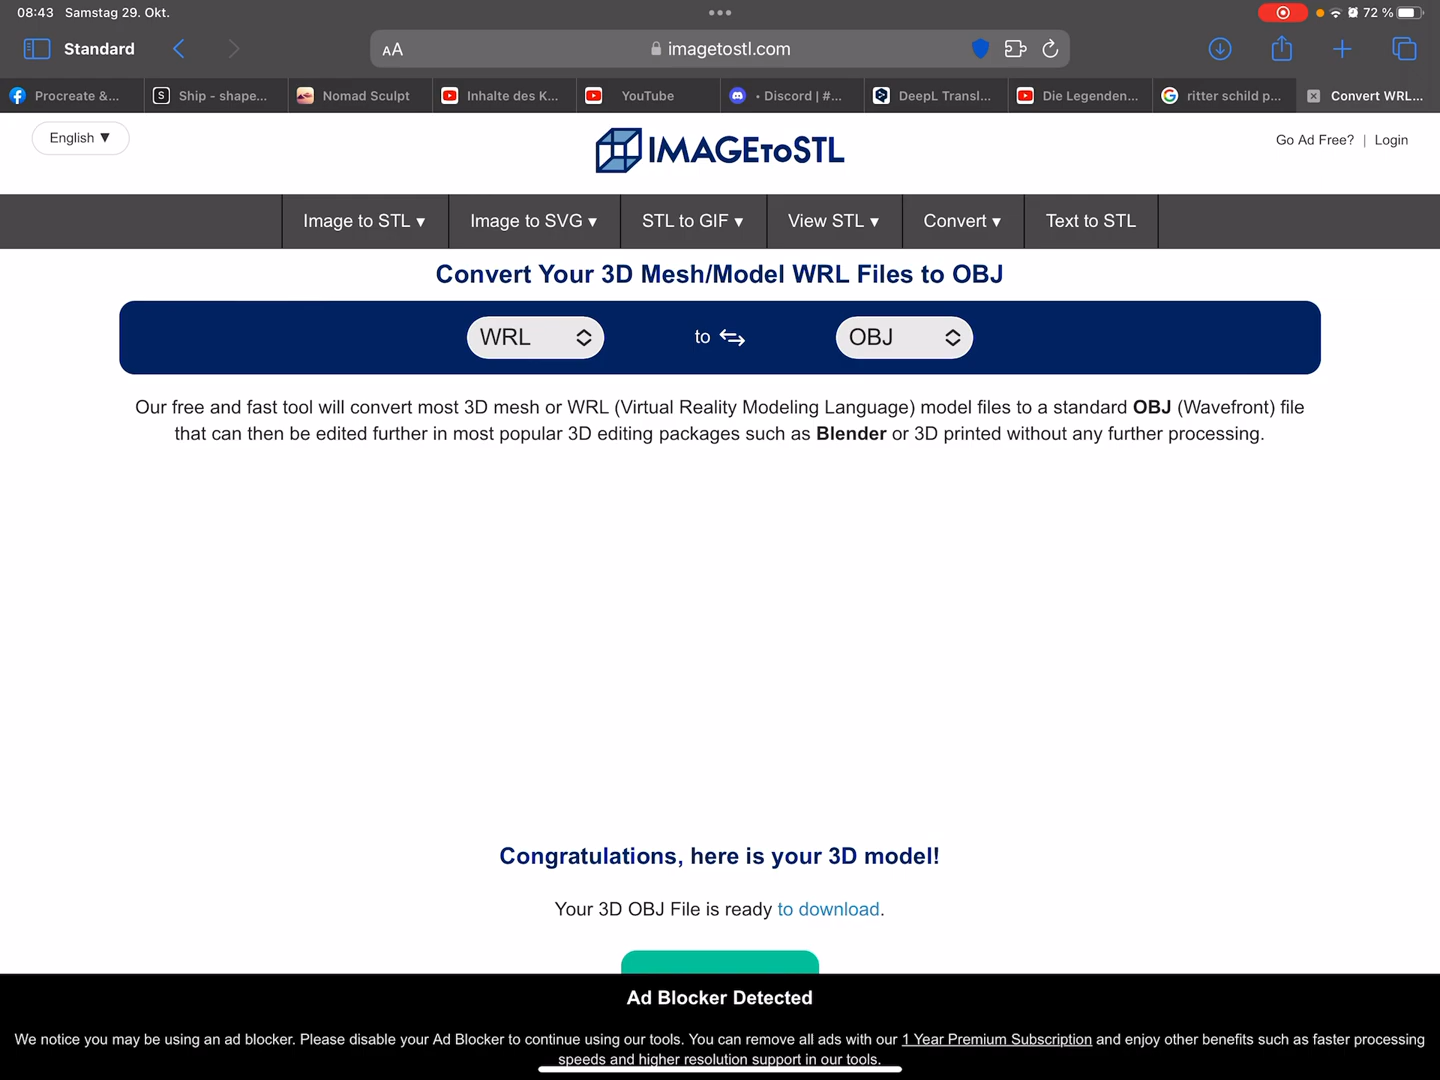 08:43 Samstag 29. Okt.
72 %
Standard
AA
imagetostl.com
Procreate &...
Ship - shape...
Nomad Sculpt
Inhalte des K...
YouTube
• Discord | #...
DeepL Transl...
Die Legenden...
ritter schild p...
Convert WRL...
English ▼
IMAGEToSTL
Go Ad Free? | Login
Image to STL ▾
Image to SVG ▾
STL to GIF ▾
View STL ▾
Convert ▾
Text to STL
Convert Your 3D Mesh/Model WRL Files to OBJ
WRL
to
OBJ
Our free and fast tool will convert most 3D mesh or WRL (Virtual Reality Modeling Language) model files to a standard OBJ (Wavefront) file
that can then be edited further in most popular 3D editing packages such as Blender or 3D printed without any further processing.
Congratulations, here is your 3D model!
Your 3D OBJ File is ready to download.
Ad Blocker Detected
We notice you may be using an ad blocker. Please disable your Ad Blocker to continue using our tools. You can remove all ads with our 1 Year Premium Subscription and enjoy other benefits such as faster processing
speeds and higher resolution support in our tools.